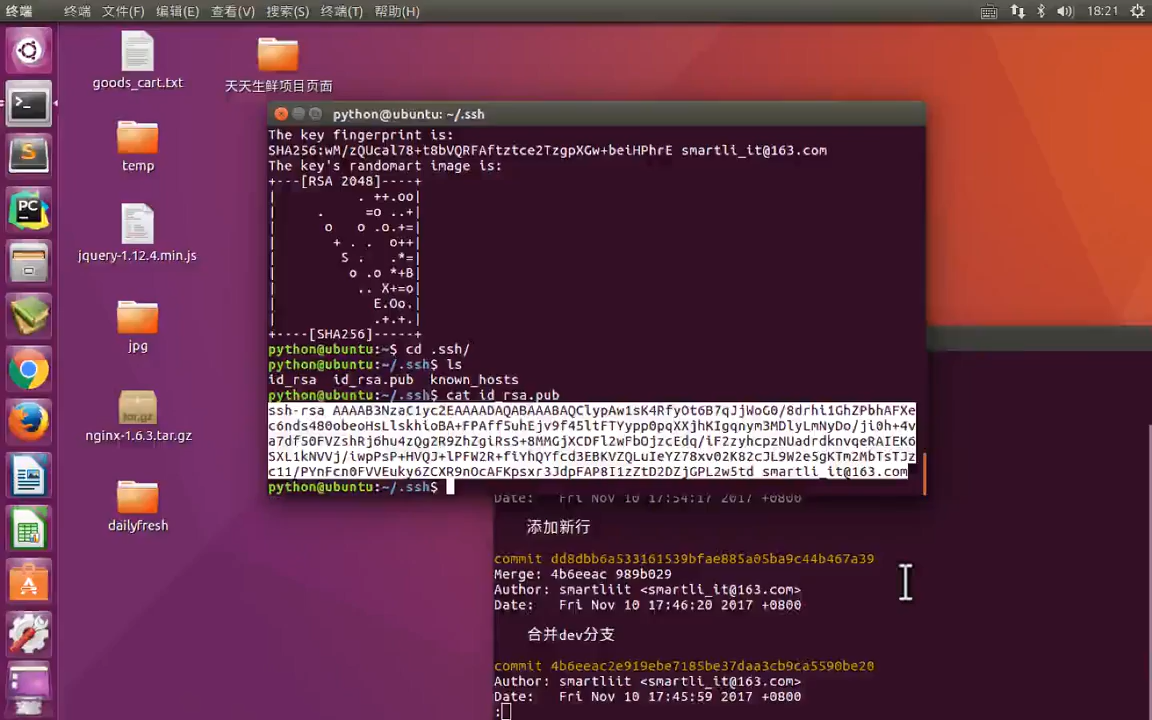 终端 终端 文件(F) 编辑(E) 查看(V) 搜索(S) 终端(T) 帮助(H) 18:21
goods_cart.txt
天天生鲜项目页面
temp
jquery-1.12.4.min.js
jpg
nginx-1.6.3.tar.gz
tar.gz
dailyfresh
python@ubuntu: ~/.ssh
The key fingerprint is:
SHA256:wM/zQUcal78+t8bVQRFAftztce2TzgpXGw+beiHPhrE smartli_it@163.com
The key's randomart image is:
+---[RSA 2048]----+
|          . ++.oo|
|     .     =o ..+|
|      o   o .o.+=|
|       + . .  o++|
|        S .   .*=|
|         o .o *+B|
|          .. X+=o|
|            E.Oo.|
|            .+.+.|
+----[SHA256]-----+
python@ubuntu:~$ cd .ssh/
python@ubuntu:~/.ssh$ ls
id_rsa  id_rsa.pub  known_hosts
python@ubuntu:~/.ssh$ cat id_rsa.pub
ssh-rsa AAAAB3NzaC1yc2EAAAADAQABAAABAQClypAw1sK4RfyOt6B7qJjWoG0/8drhi1GhZPbhAFXe
c6nds480obeoHsLlskhioBA+FPAffSuhEjv9f45ltFTYypp0pqXXjhKIgqnym3MDlyLmNyDo/ji0h+4v
a7df50FVZshRj6hu4zQg2R9ZhZgiRsS+8MMGjXCDFl2wFbOjzcEdq/iF2zyhcpzNUadrdknvqeRAIEK6
SXL1kNVVj/iwpPsP+HVQJ+lPFW2R+fiYhQYfcd3EBKVZQLuIeYZ78xv02K8zcJL9W2eSgKTm2MbTsTJz
c11/PYnFcn0FVVEuky6ZCXR9nOcAFKpsxr3JdpFAP8I1zZtD2DZjGPL2w5td smartli_it@163.com
python@ubuntu:~/.ssh$
Date:   Fri Nov 10 17:54:17 2017 +0800
添加新行
commit dd8dbb6a533161539bfae885a05ba9c44b467a39
Merge: 4b6eeac 989b029
Author: smartliit <smartli_it@163.com>
Date:   Fri Nov 10 17:46:20 2017 +0800
合并dev分支
commit 4b6eeac2e919ebe7185be37daa3cb9ca5590be20
Author: smartliit <smartli_it@163.com>
Date:   Fri Nov 10 17:45:59 2017 +0800
: